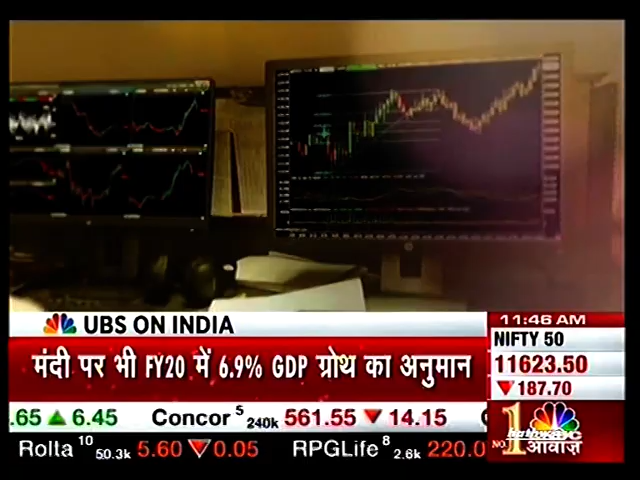 UBS ON INDIA
11:46 AM
NIFTY 50
मंदी पर भी FY20 में 6.9% GDP ग्रोथ का अनुमान
11623.50
▼187.70
.65 ▲ 6.45 Concor 5 240k 561.55 ▼ 14.15
Rolta 10 50.3k 5.60 ▼0.05 RPGLife 8 2.6k 220.0
NO.1
आवाज़